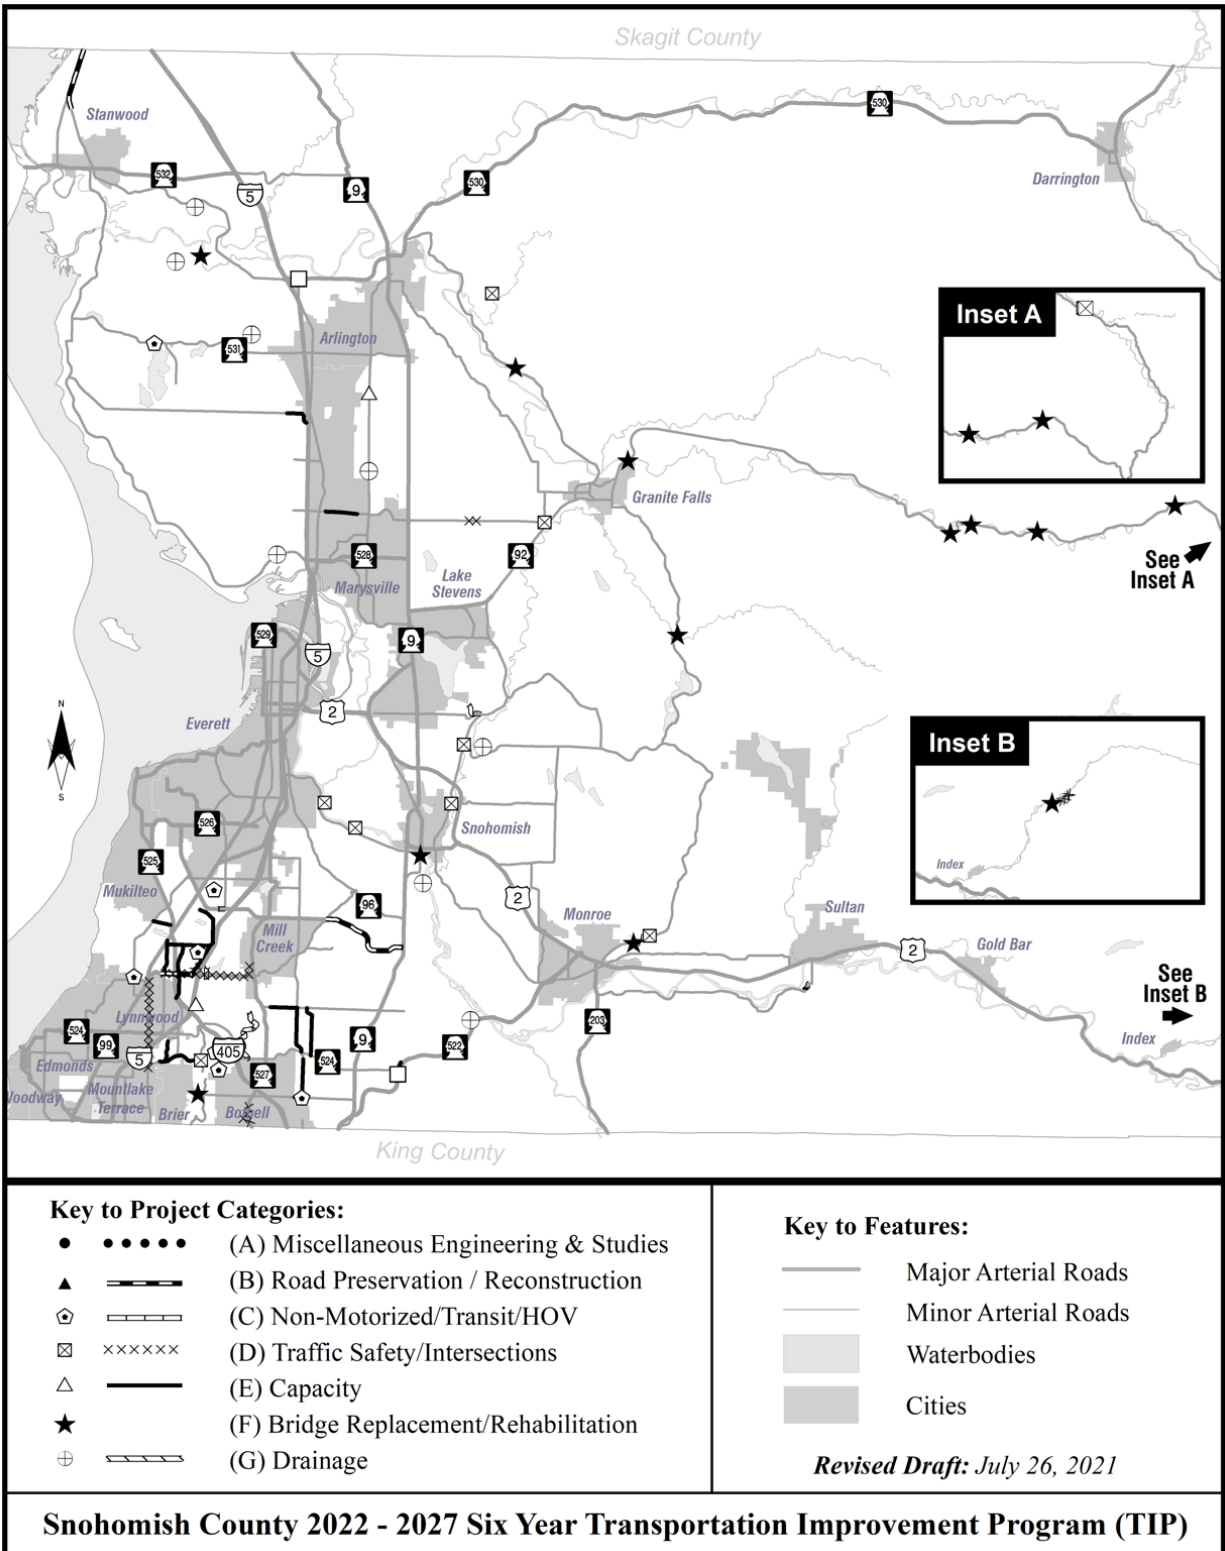 Skagit County
530
Stanwood
532
5
9
530
Darrington
Inset A
Arlington
531
Granite Falls
528
92
See
Inset A
Marysville
Lake
Stevens
529
5
9
2
Everett
Inset B
N
S
526
Snohomish
525
Mukilteo
2
Index
96
Monroe
Sultan
Mill
Creek
2
Gold Bar
See
Inset B
Lynnwood
524
99
5
405
9
522
203
Index
Edmonds
527
524
Woodway
Mountlake
Terrace
Brier
Bothell
King County
Key to Project Categories:
(A) Miscellaneous Engineering & Studies
(B) Road Preservation / Reconstruction
(C) Non-Motorized/Transit/HOV
(D) Traffic Safety/Intersections
(E) Capacity
(F) Bridge Replacement/Rehabilitation
(G) Drainage
Key to Features:
Major Arterial Roads
Minor Arterial Roads
Waterbodies
Cities
Revised Draft: July 26, 2021
Snohomish County 2022 - 2027 Six Year Transportation Improvement Program (TIP)